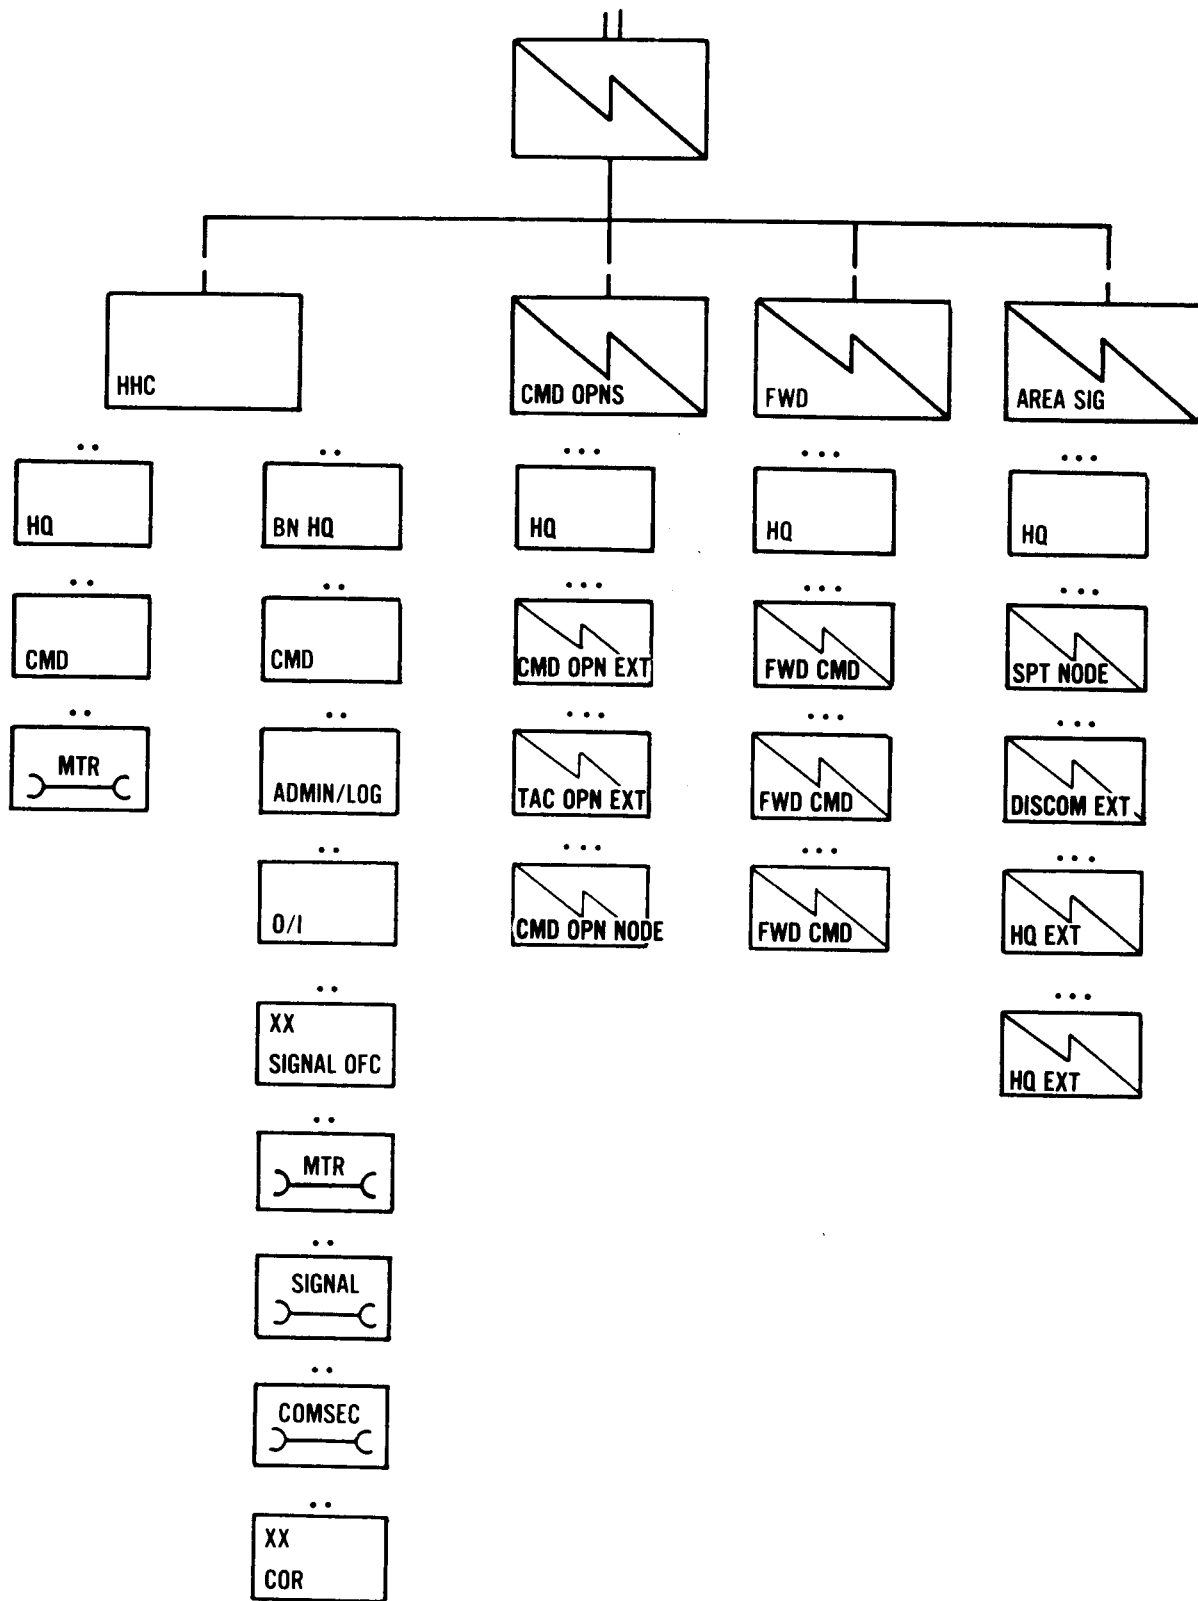 HHC
CMD OPNS
FWD
AREA SIG
HQ
BN HQ
HQ
HQ
HQ
CMD
CMD
CMD OPN EXT
FWD CMD
SPT NODE
MTR
ADMIN/LOG
TAC OPN EXT
FWD CMD
DISCOM EXT
O/I
CMD OPN NODE
FWD CMD
HQ EXT
XX
SIGNAL OFC
HQ EXT
MTR
SIGNAL
COMSEC
XX
COR